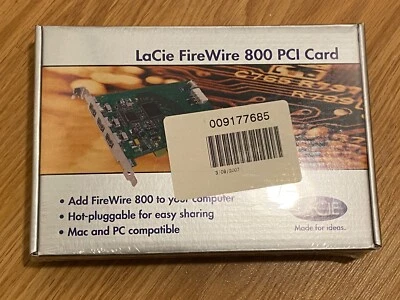 LaCie FireWire 800 PCI Card
009177685
• Add FireWire 800 to your computer
• Hot-pluggable for easy sharing
• Mac and PC compatible
Made for ideas.